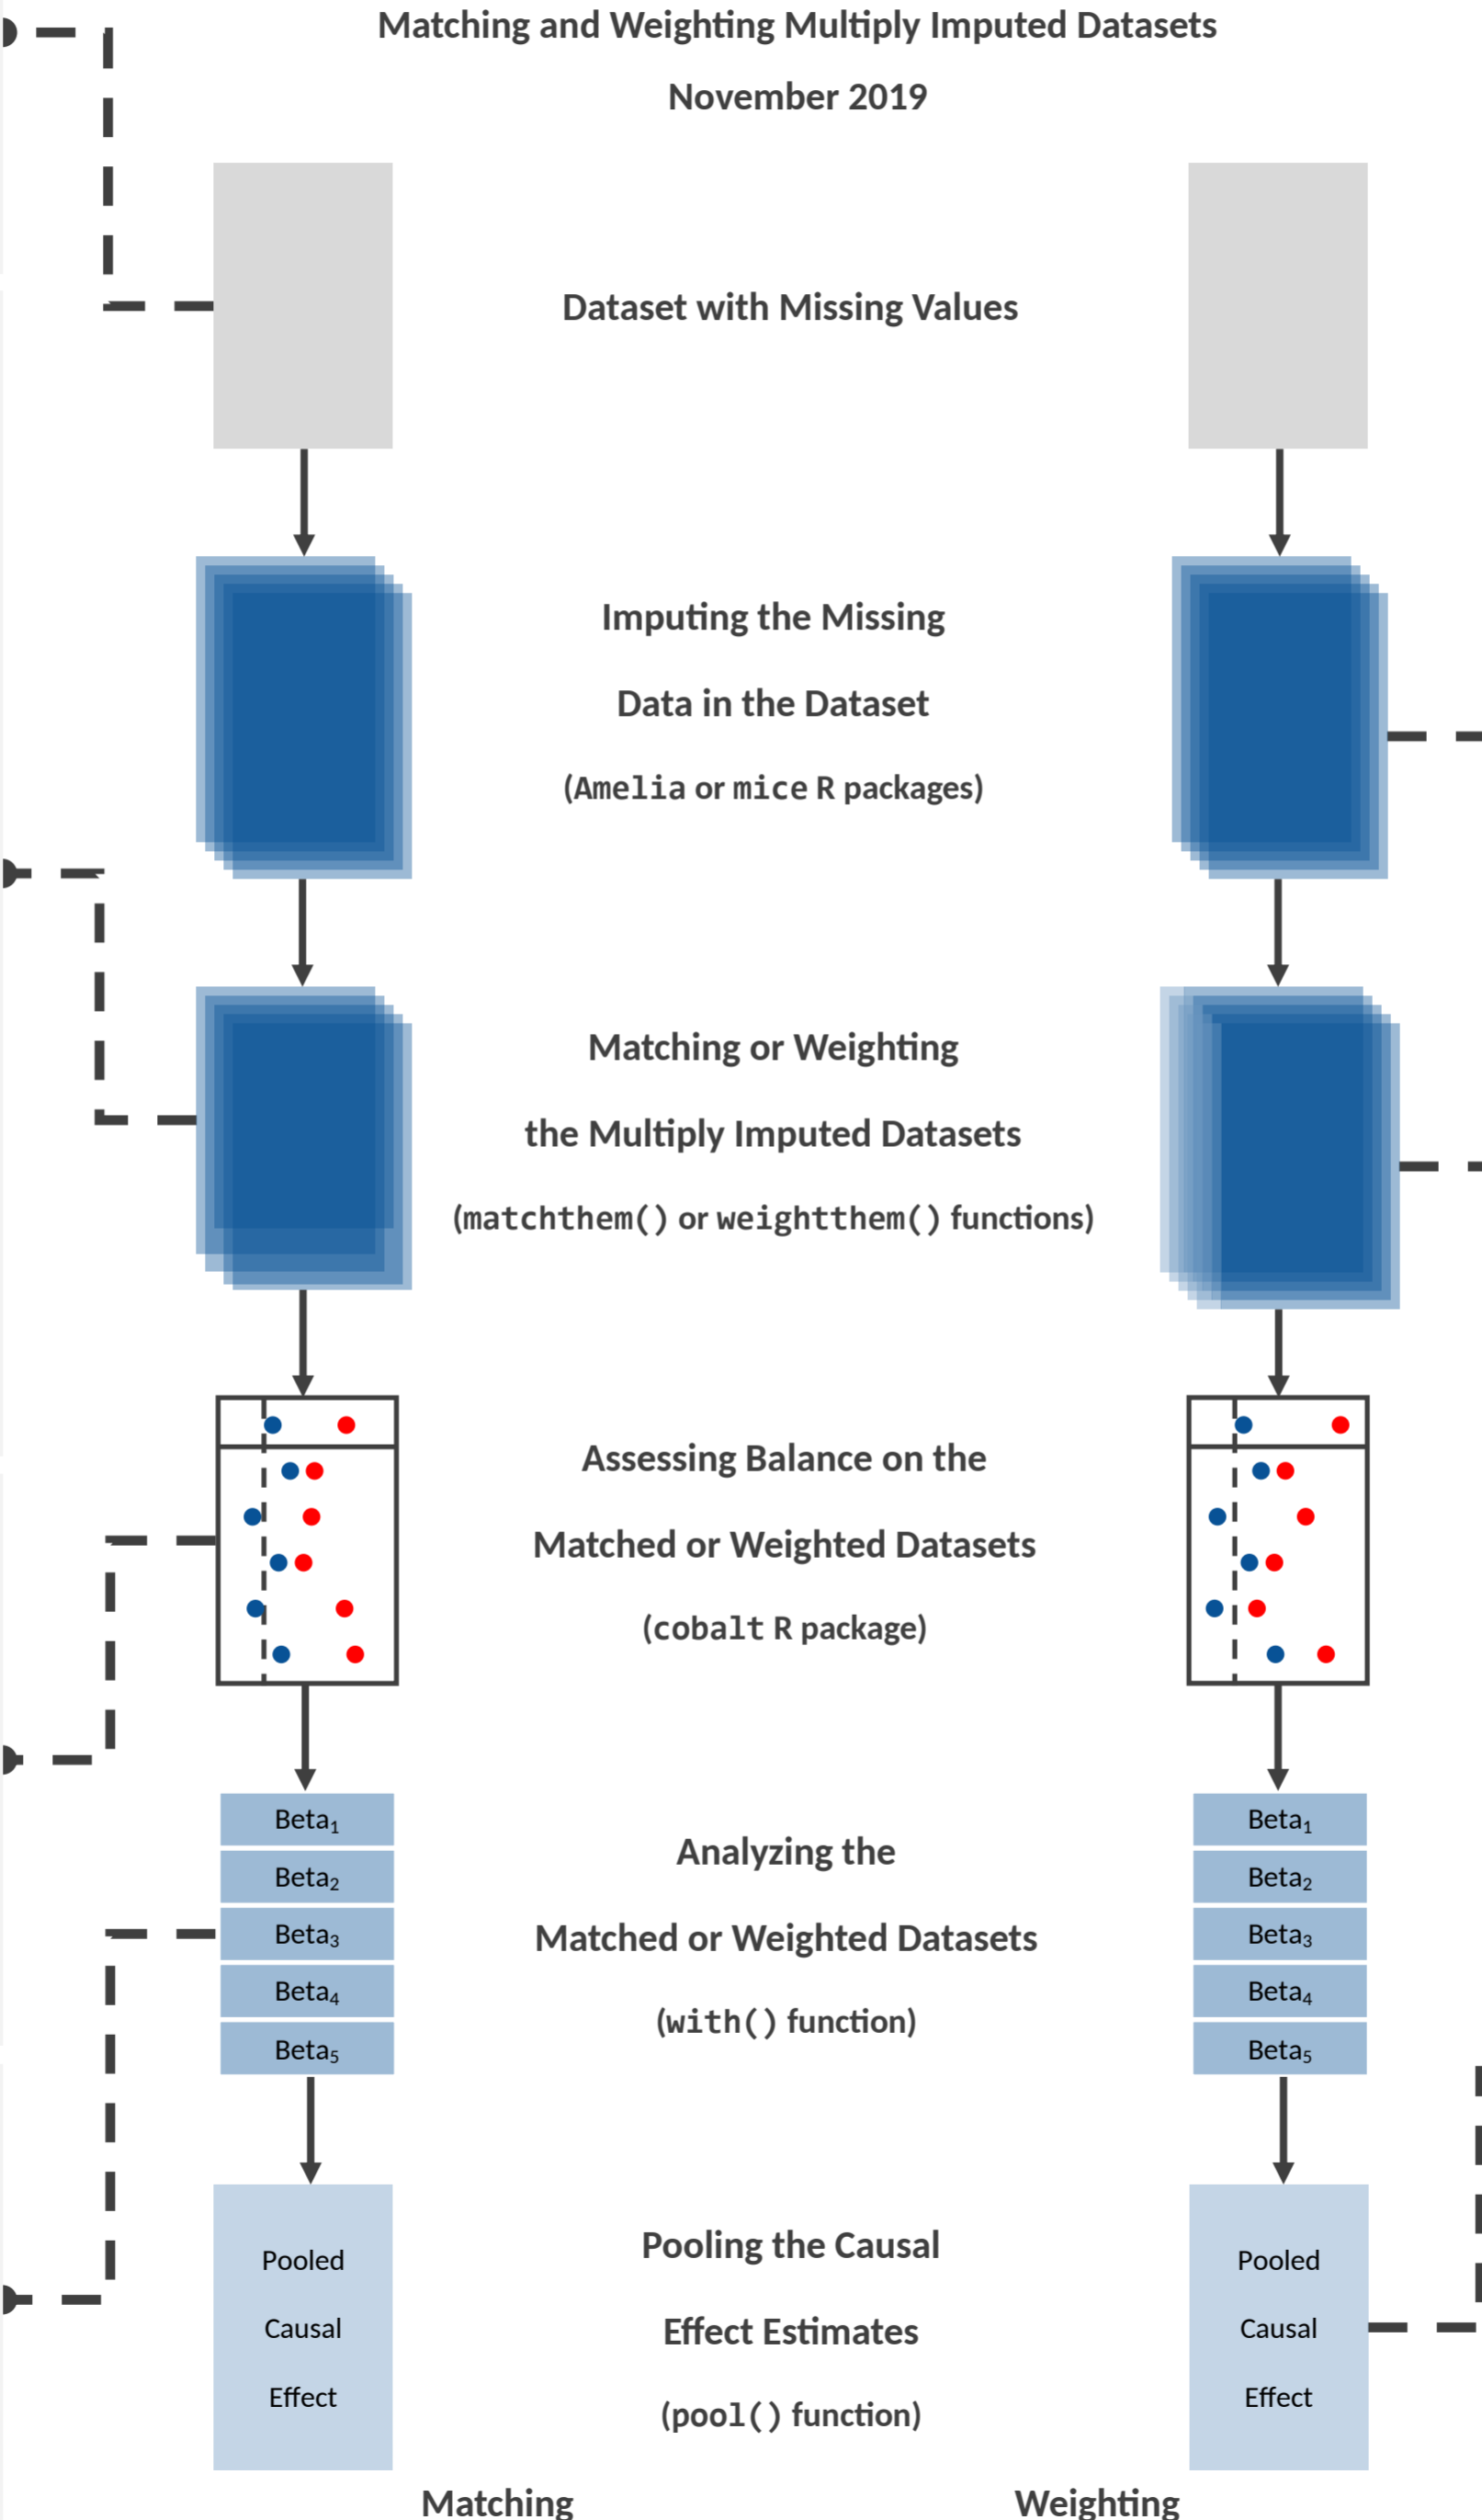 Matching and Weighting Multiply Imputed Datasets
November 2019
Dataset with Missing Values
Imputing the Missing
Data in the Dataset
(Amelia or mice R packages)
Matching or Weighting
the Multiply Imputed Datasets
(matchthem() or weightthem() functions)
Assessing Balance on the
Matched or Weighted Datasets
(cobalt R package)
Beta₁
Beta₂
Beta₃
Beta₄
Beta₅
Analyzing the
Matched or Weighted Datasets
(with() function)
Beta₁
Beta₂
Beta₃
Beta₄
Beta₅
Pooled
Causal
Effect
Pooling the Causal
Effect Estimates
(pool() function)
Pooled
Causal
Effect
Matching
Weighting